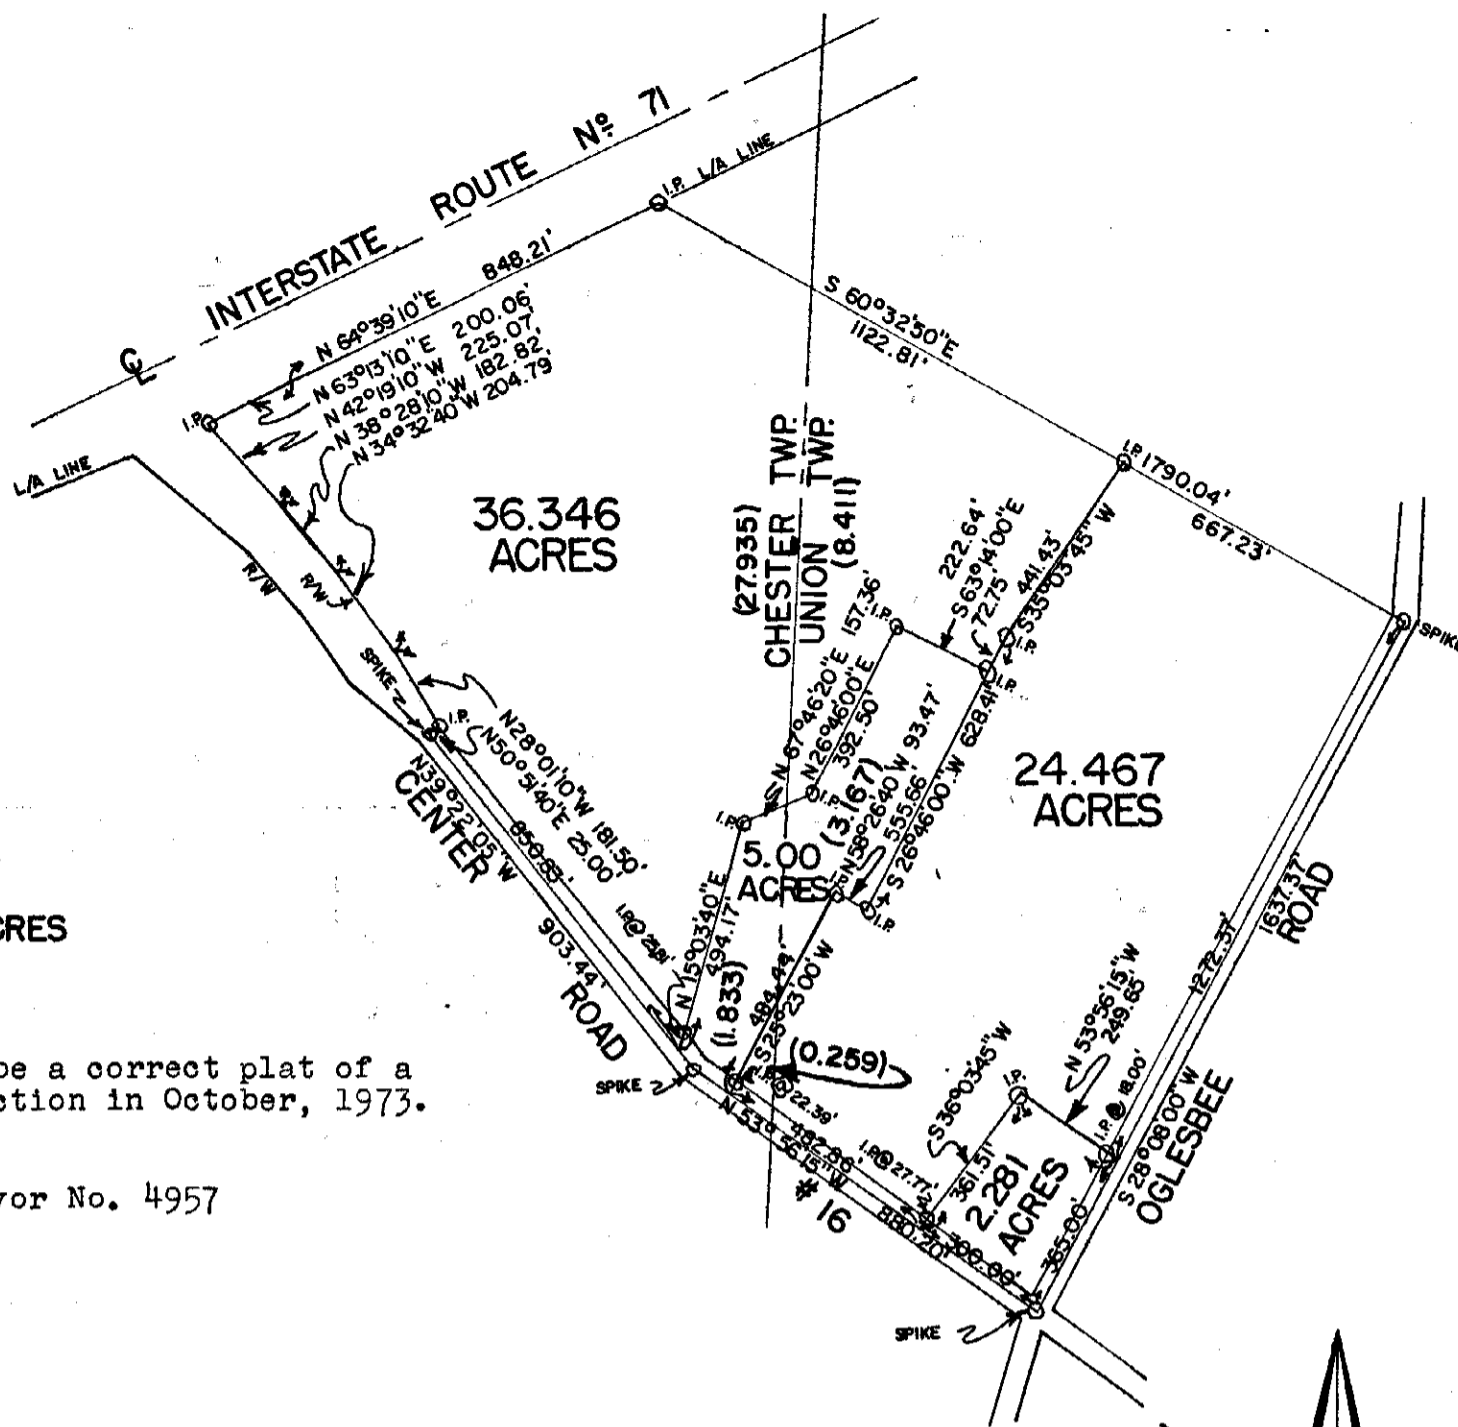 INTERSTATE ROUTE Nº 71
I.P. L/A LINE
848.21'
N 64°39'10"E
N 63°13'10"E 200.06'
N 42°19'10"W 225.07'
N 38°28'10"W 182.82'
N 34°32'40"W 204.79'
℄
I.P.
L/A LINE
S 60°32'50"E
1122.81'
I.P. 1790.04'
667.23'
SPIKE
36.346
ACRES
(27.935)
CHESTER TWP.
UNION TWP.
(8.411)
R/W
R/W
222.64'
S63°14'00"E
72.75'
441.43'
S35°03'45"W
I.P.
I.P.
I.P.
N 67°46'20"E 157.36'
N26°46'00"E
392.50'
(3.167)
N58°26'40"W 93.47'
555.66'
S 26°46'00"W 628.41'
24.467
ACRES
SPIKE
I.P.
N28°01'10"W 181.50'
N50°51'40"E 25.00'
N39°22'05"W
CENTER
850.83'
903.44'
ROAD
I.P.
I.P.
5.00
ACRES
I.P.
I.P.
I.P.@ 25.81'
N 15°03'40"E
494.17'
(1.833)
484.49'
S25°23'00"W
(0.259)
1272.37'
1637.37'
ROAD
CRES
be a correct plat of a
ction in October, 1973.
vor No. 4957
SPIKE
I.P.
22.39'
N 53°56'15"W
482.86'
I.P.@ 27.77'
# 16
880.20'
S36°03'45"W
361.51'
I.P.
N 53°56'15"W
249.65'
I.P. @ 18.00'
2.281
ACRES
300.00'
365.00'
S 28°08'00"W
OGLESBEE
SPIKE